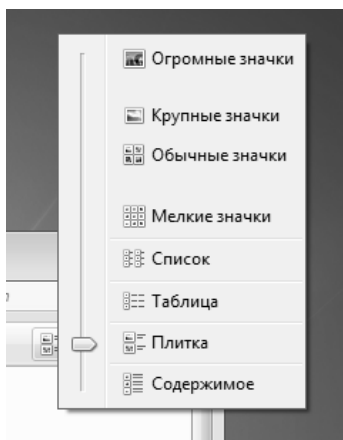 Огромные значки
Крупные значки
Обычные значки
Мелкие значки
Список
Таблица
Плитка
Содержимое